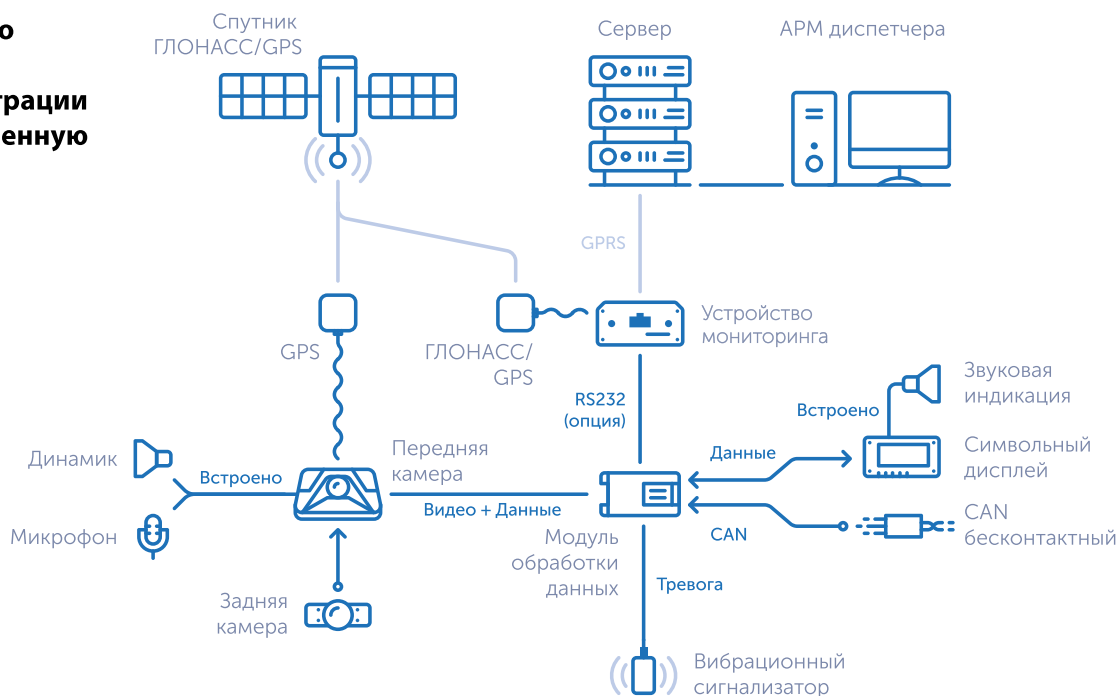 о
трации
енную
Спутник
ГЛОНАСС/GPS
Сервер
АРМ диспетчера
GPRS
GPS
ГЛОНАСС/
GPS
Устройство
мониторинга
RS232
(опция)
Звуковая
индикация
Встроено
Динамик
Встроено
Передняя
камера
Данные
Символьный
дисплей
Видео + Данные
Микрофон
Модуль
обработки
данных
CAN
CAN
бесконтактный
Тревога
Задняя
камера
Вибрационный
сигнализатор